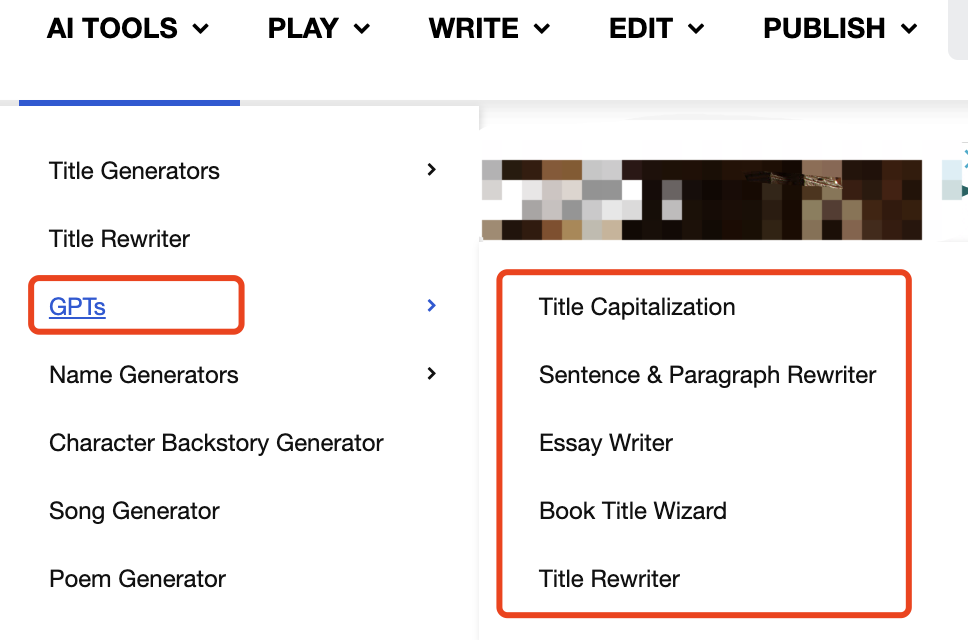 AI TOOLS PLAY WRITE EDIT PUBLISH
Title Generators
Title Rewriter
GPTs
Name Generators
Character Backstory Generator
Song Generator
Poem Generator
Title Capitalization
Sentence & Paragraph Rewriter
Essay Writer
Book Title Wizard
Title Rewriter